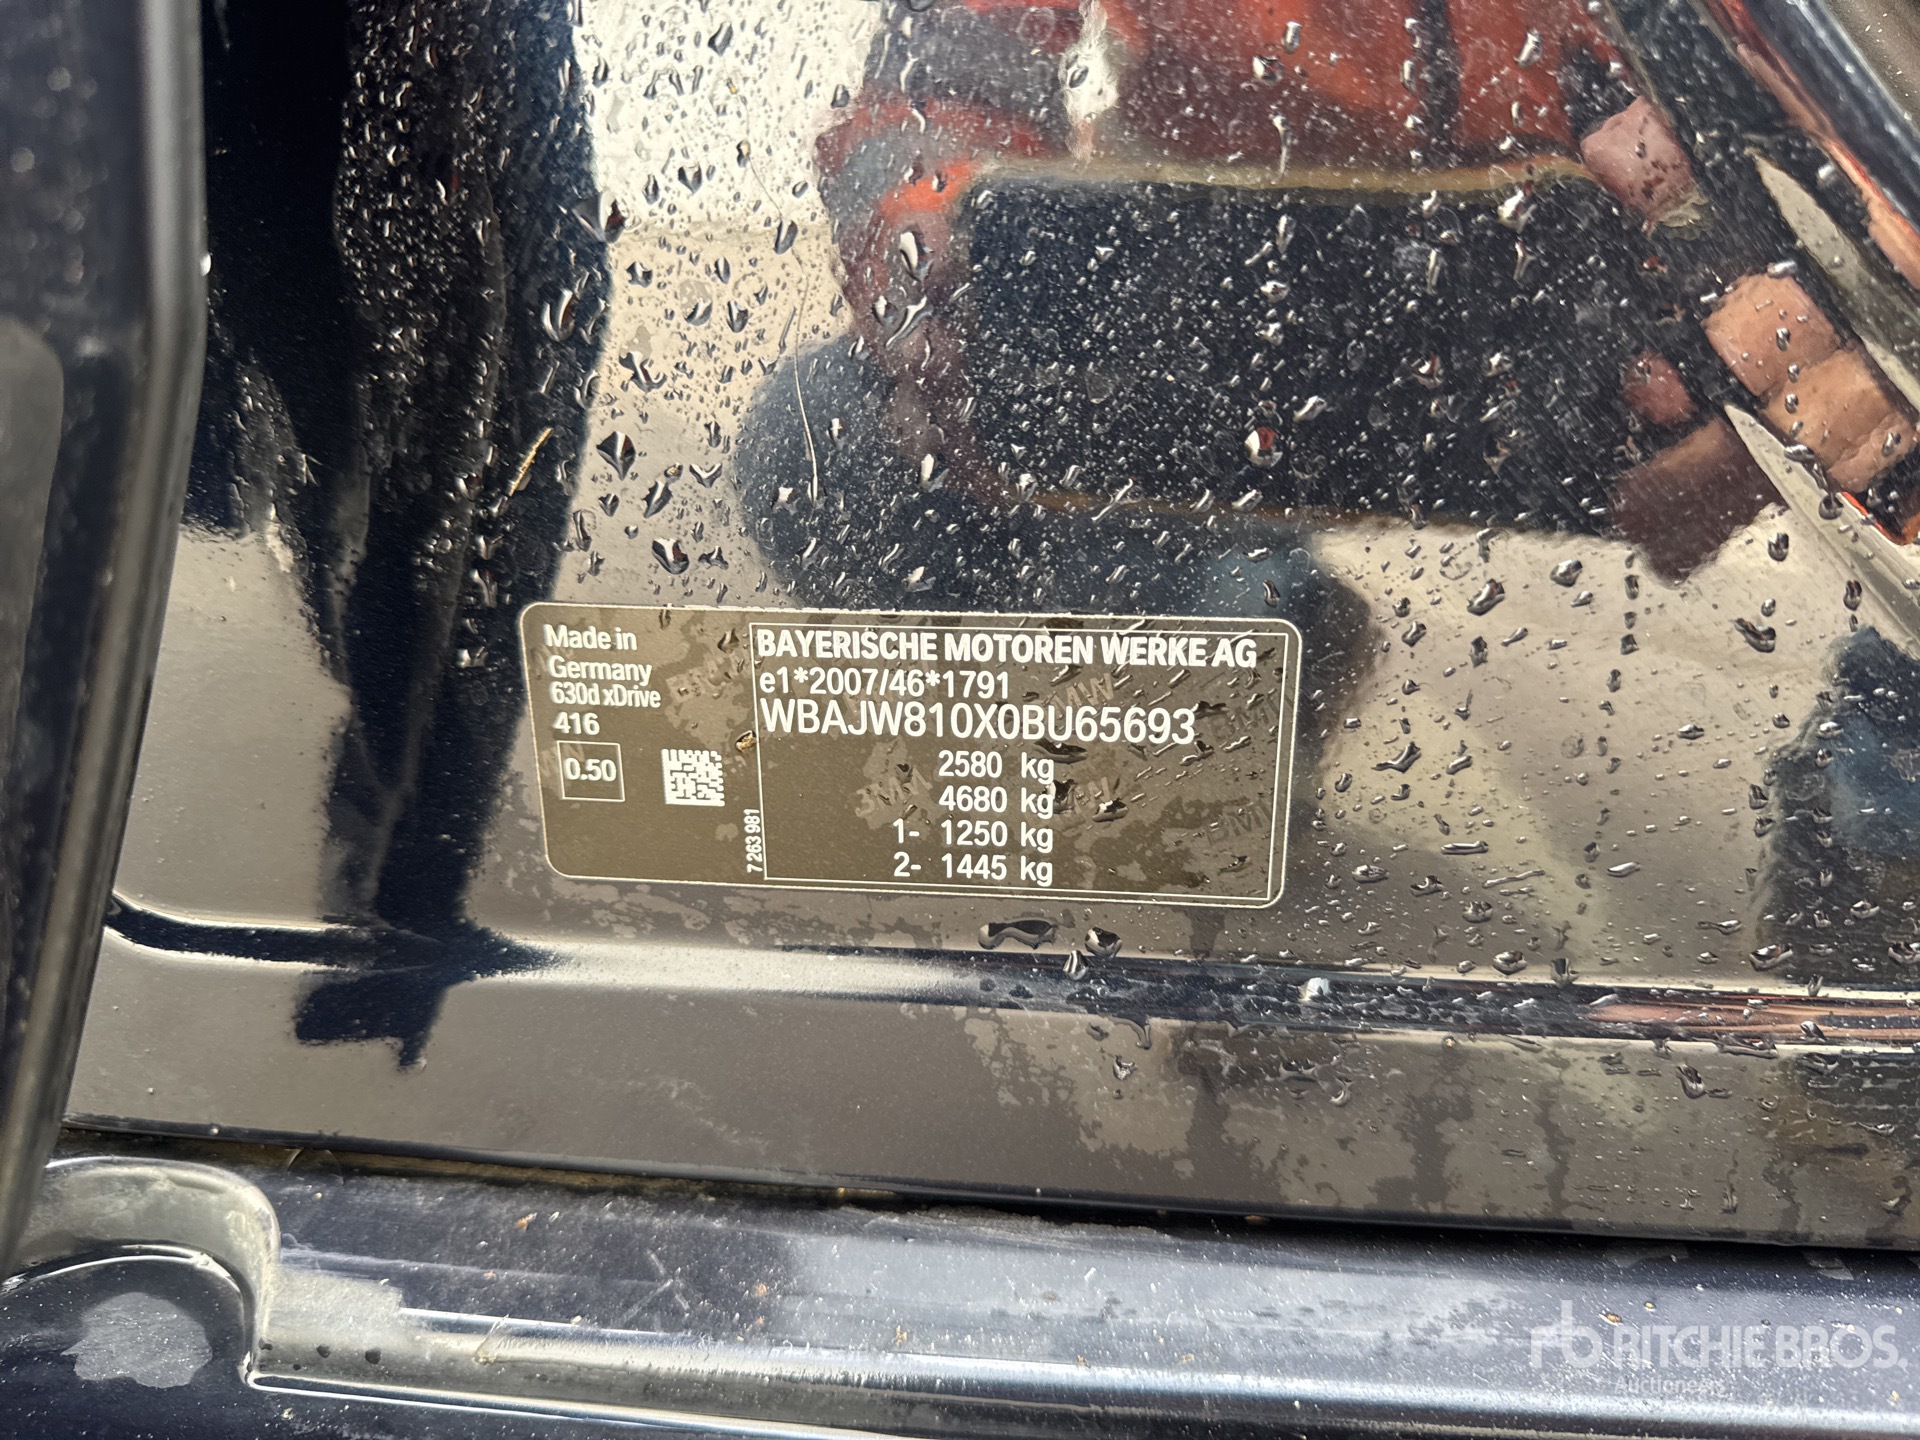 Made in
Germany
630d xDrive
416
0.50
7 263 981
BAYERISCHE MOTOREN WERKE AG
e1*2007/46*1791
WBAJW810X0BU65693
2580 kg
4680 kg
1- 1250 kg
2- 1445 kg
rb RITCHIE BROS.
Auctioneers